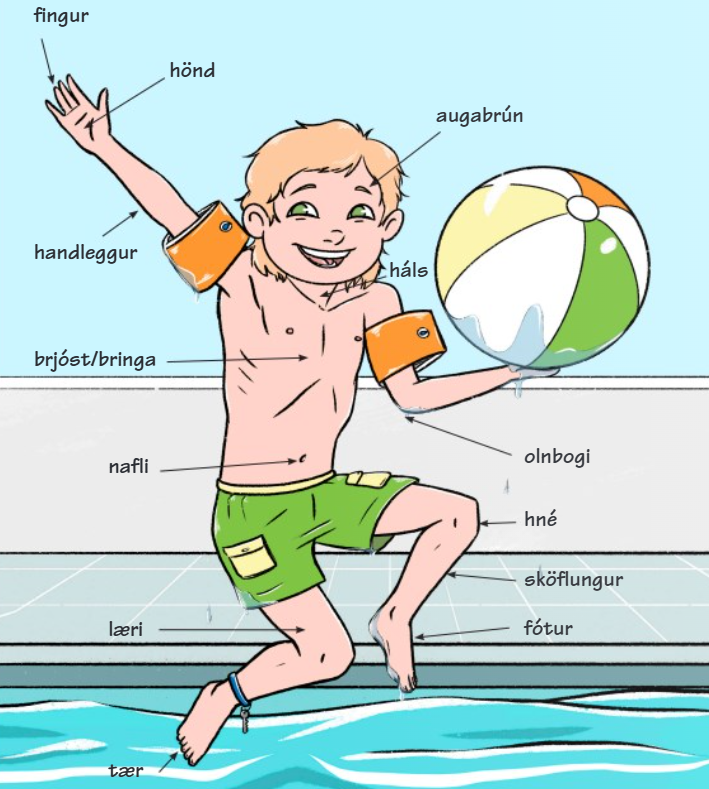 fingur
hönd
augabrún
handleggur
háls
brjóst/bringa
nafli
olnbogi
hné
sköflungur
læri
fótur
tær